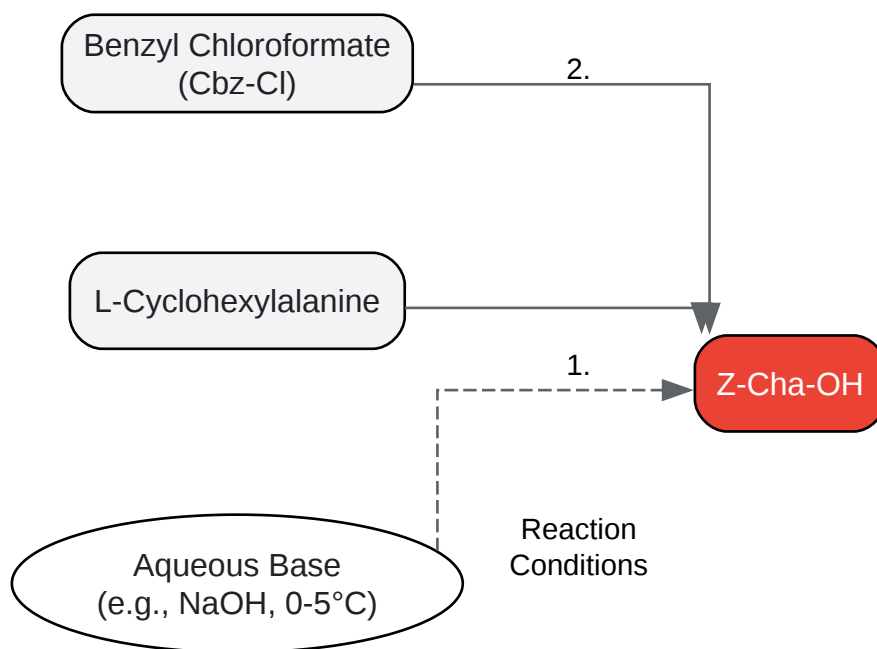 Benzyl Chloroformate
(Cbz-Cl)
2.
L-Cyclohexylalanine
1.
Z-Cha-OH
Reaction
Conditions
Aqueous Base
(e.g., NaOH, 0-5°C)